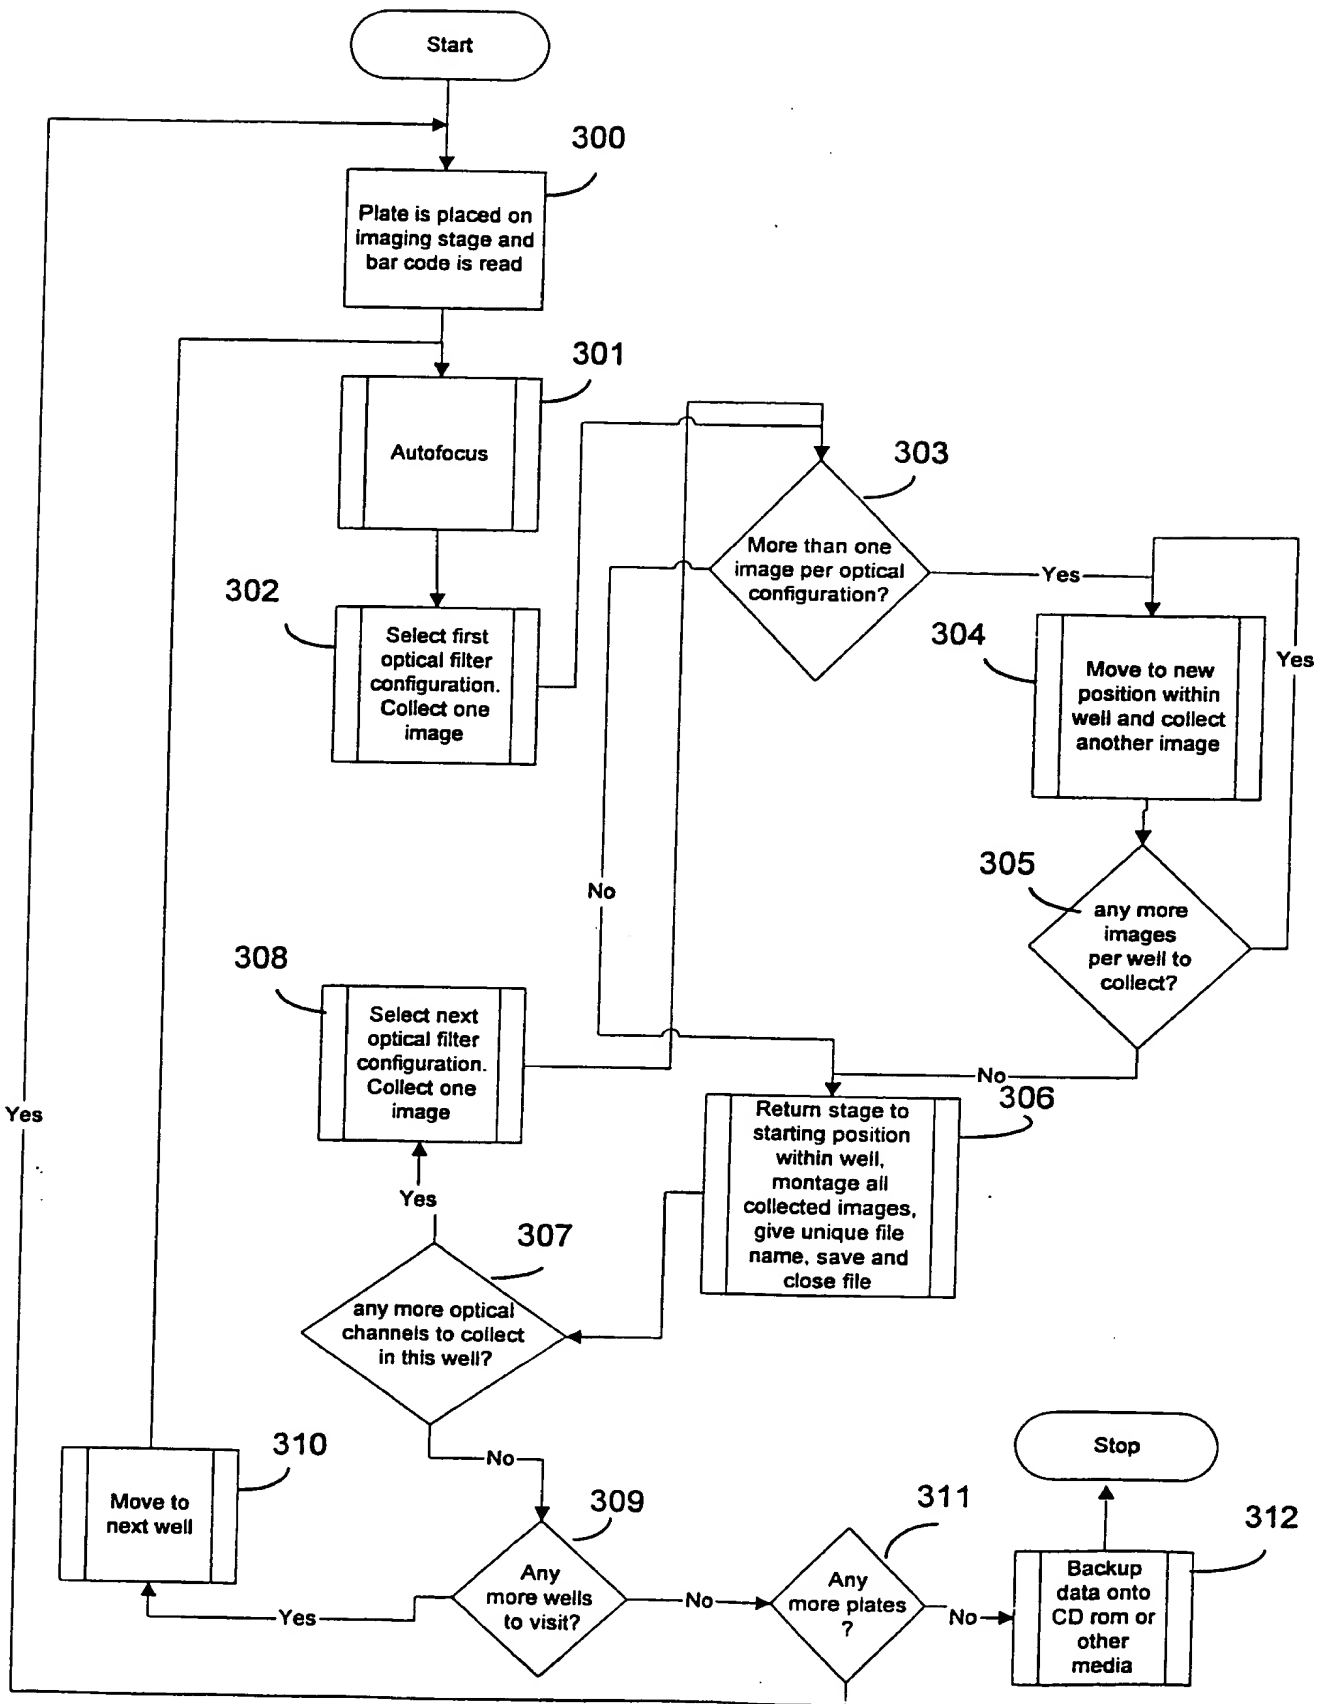 Start
300
Plate is placed on
imaging stage and
bar code is read
301
Autofocus
302
Select first
optical filter
configuration.
Collect one
image
303
More than one
image per optical
configuration?
Yes
No
304
Move to new
position within
well and collect
another image
Yes
305
any more
images
per well to
collect?
No
306
Return stage to
starting position
within well,
montage all
collected images,
give unique file
name, save and
close file
307
any more optical
channels to collect
in this well?
Yes
308
Select next
optical filter
configuration.
Collect one
image
No
309
Any
more wells
to visit?
Yes
310
Move to
next well
No
311
Any
more plates
?
Yes
No
312
Backup
data onto
CD rom or
other
media
Stop